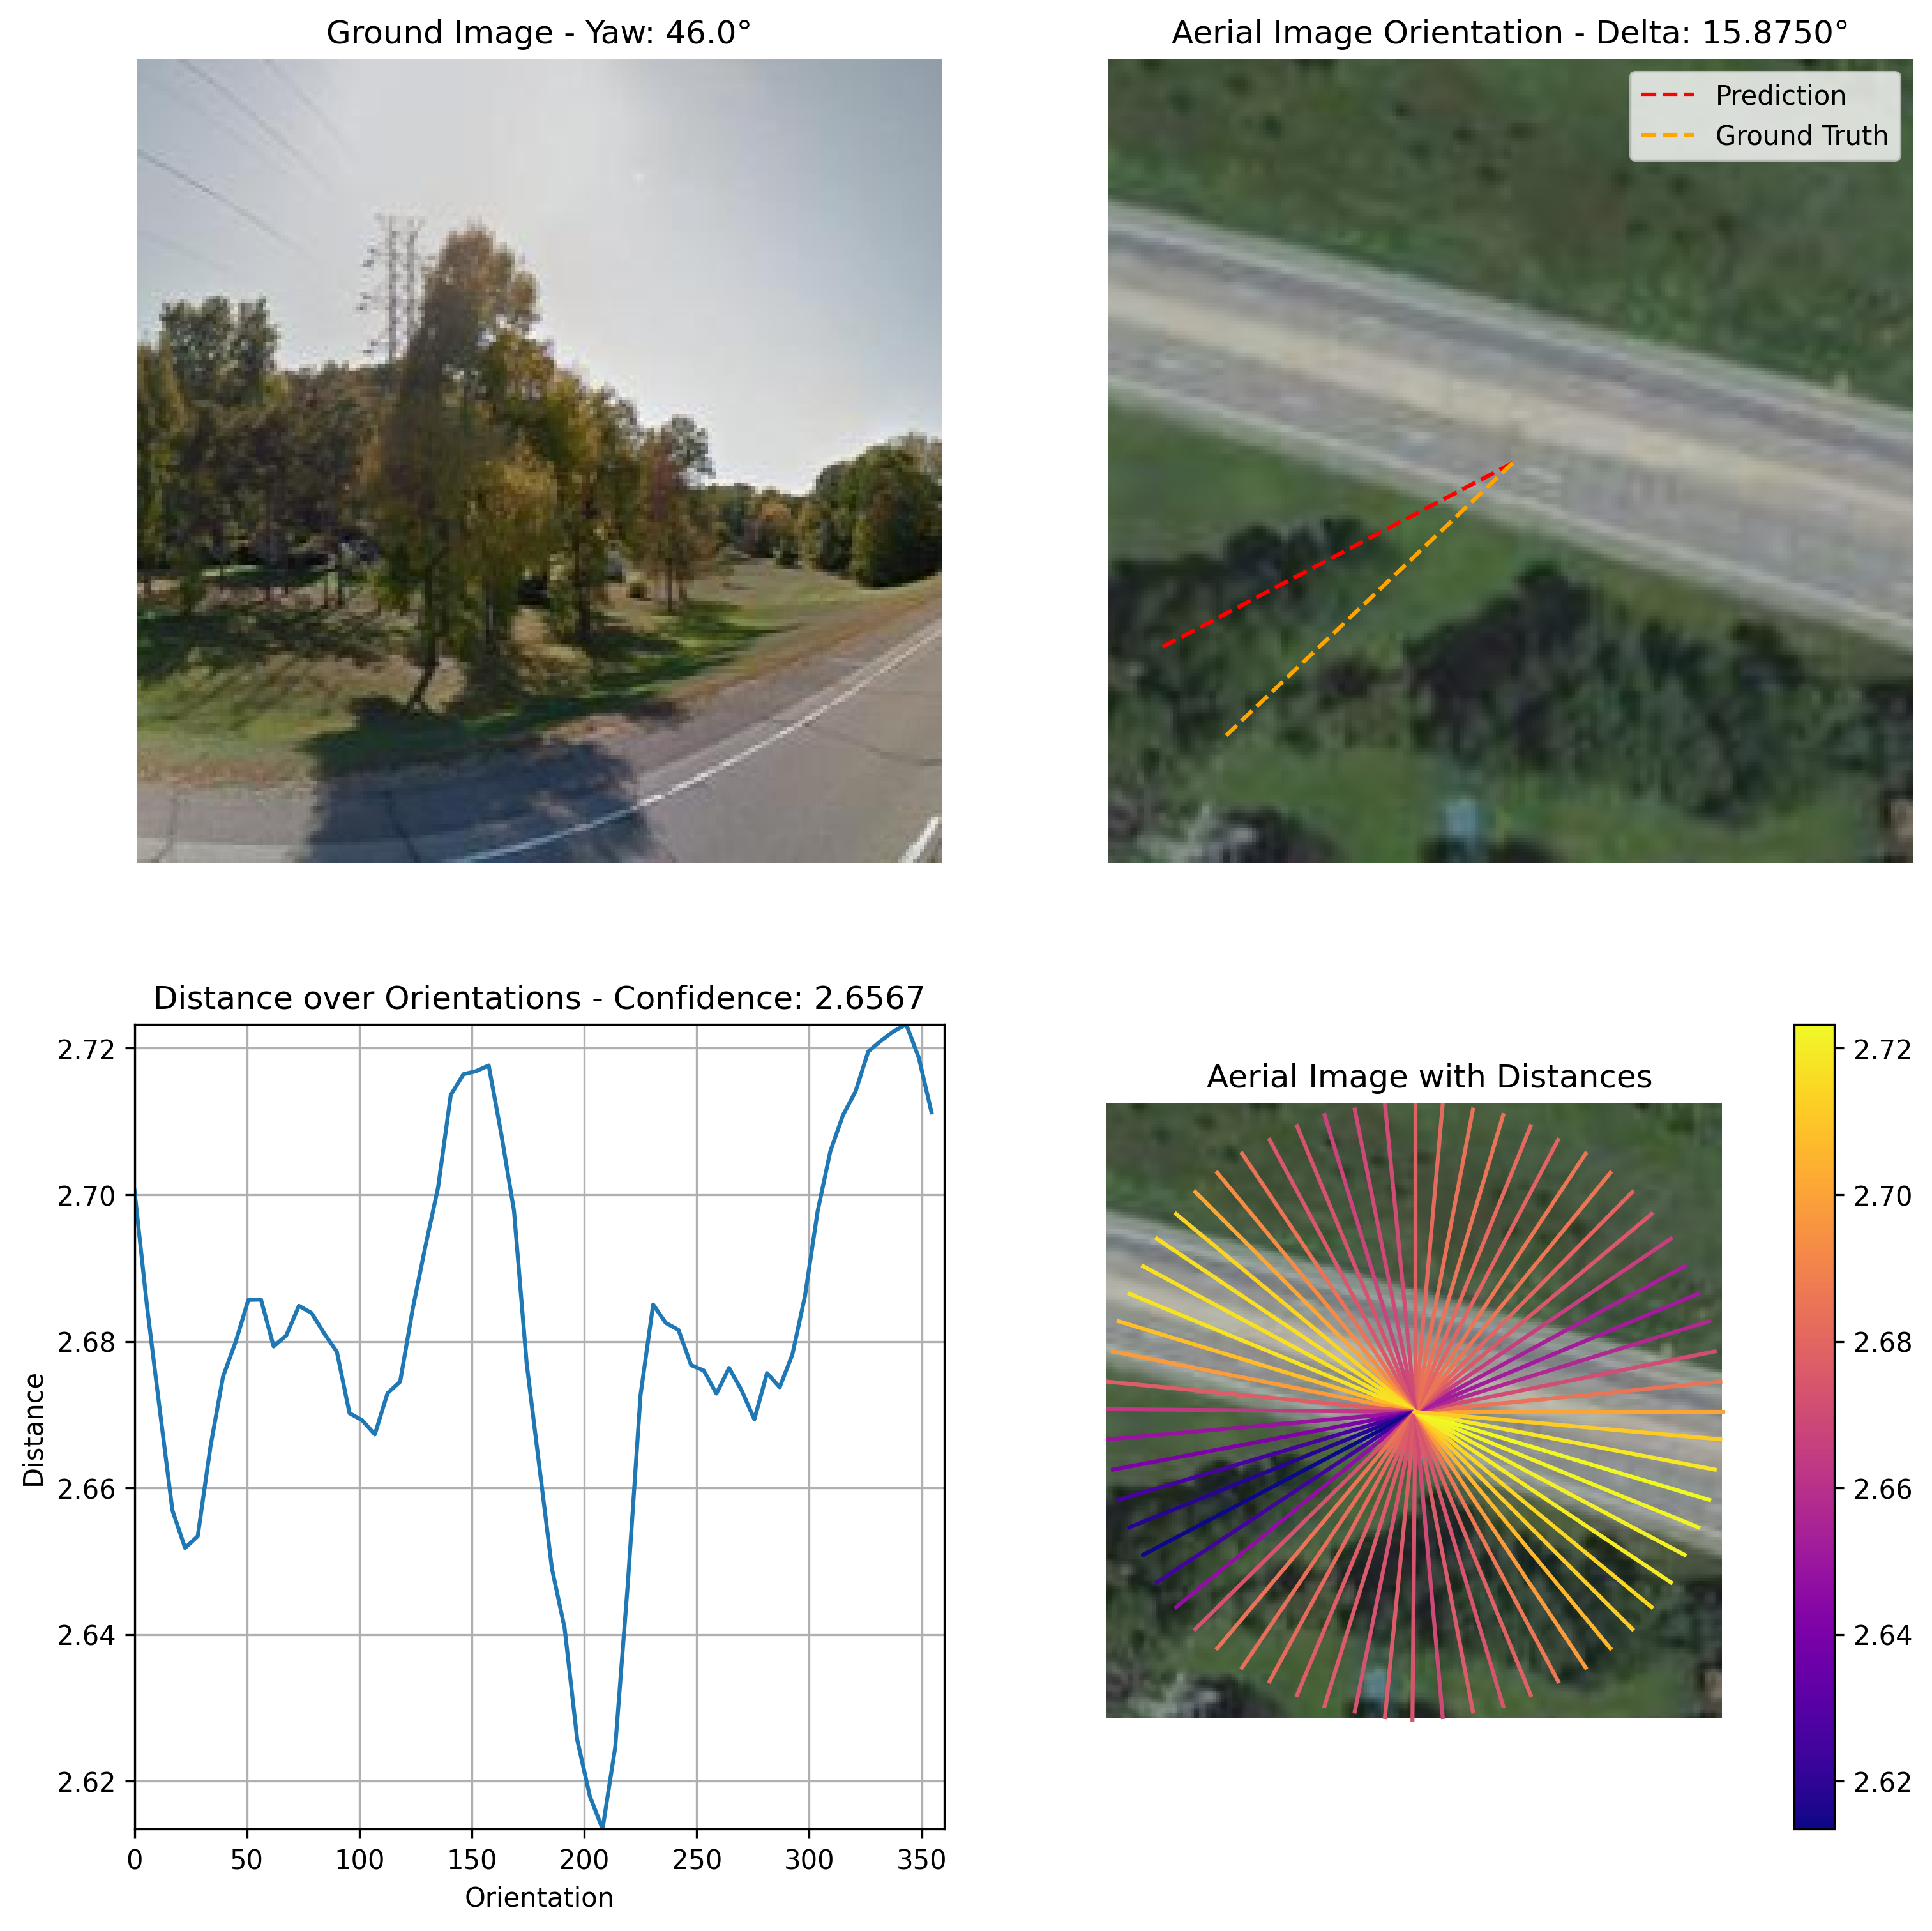 Ground Image - Yaw: 46.0°
Aerial Image Orientation - Delta: 15.8750°
Prediction
Ground Truth
Distance over Orientations - Confidence: 2.6567
2.72
2.70
2.68
2.66
2.64
2.62
Distance
0
50
100
150
200
250
300
350
Orientation
Aerial Image with Distances
2.72
2.70
2.68
2.66
2.64
2.62